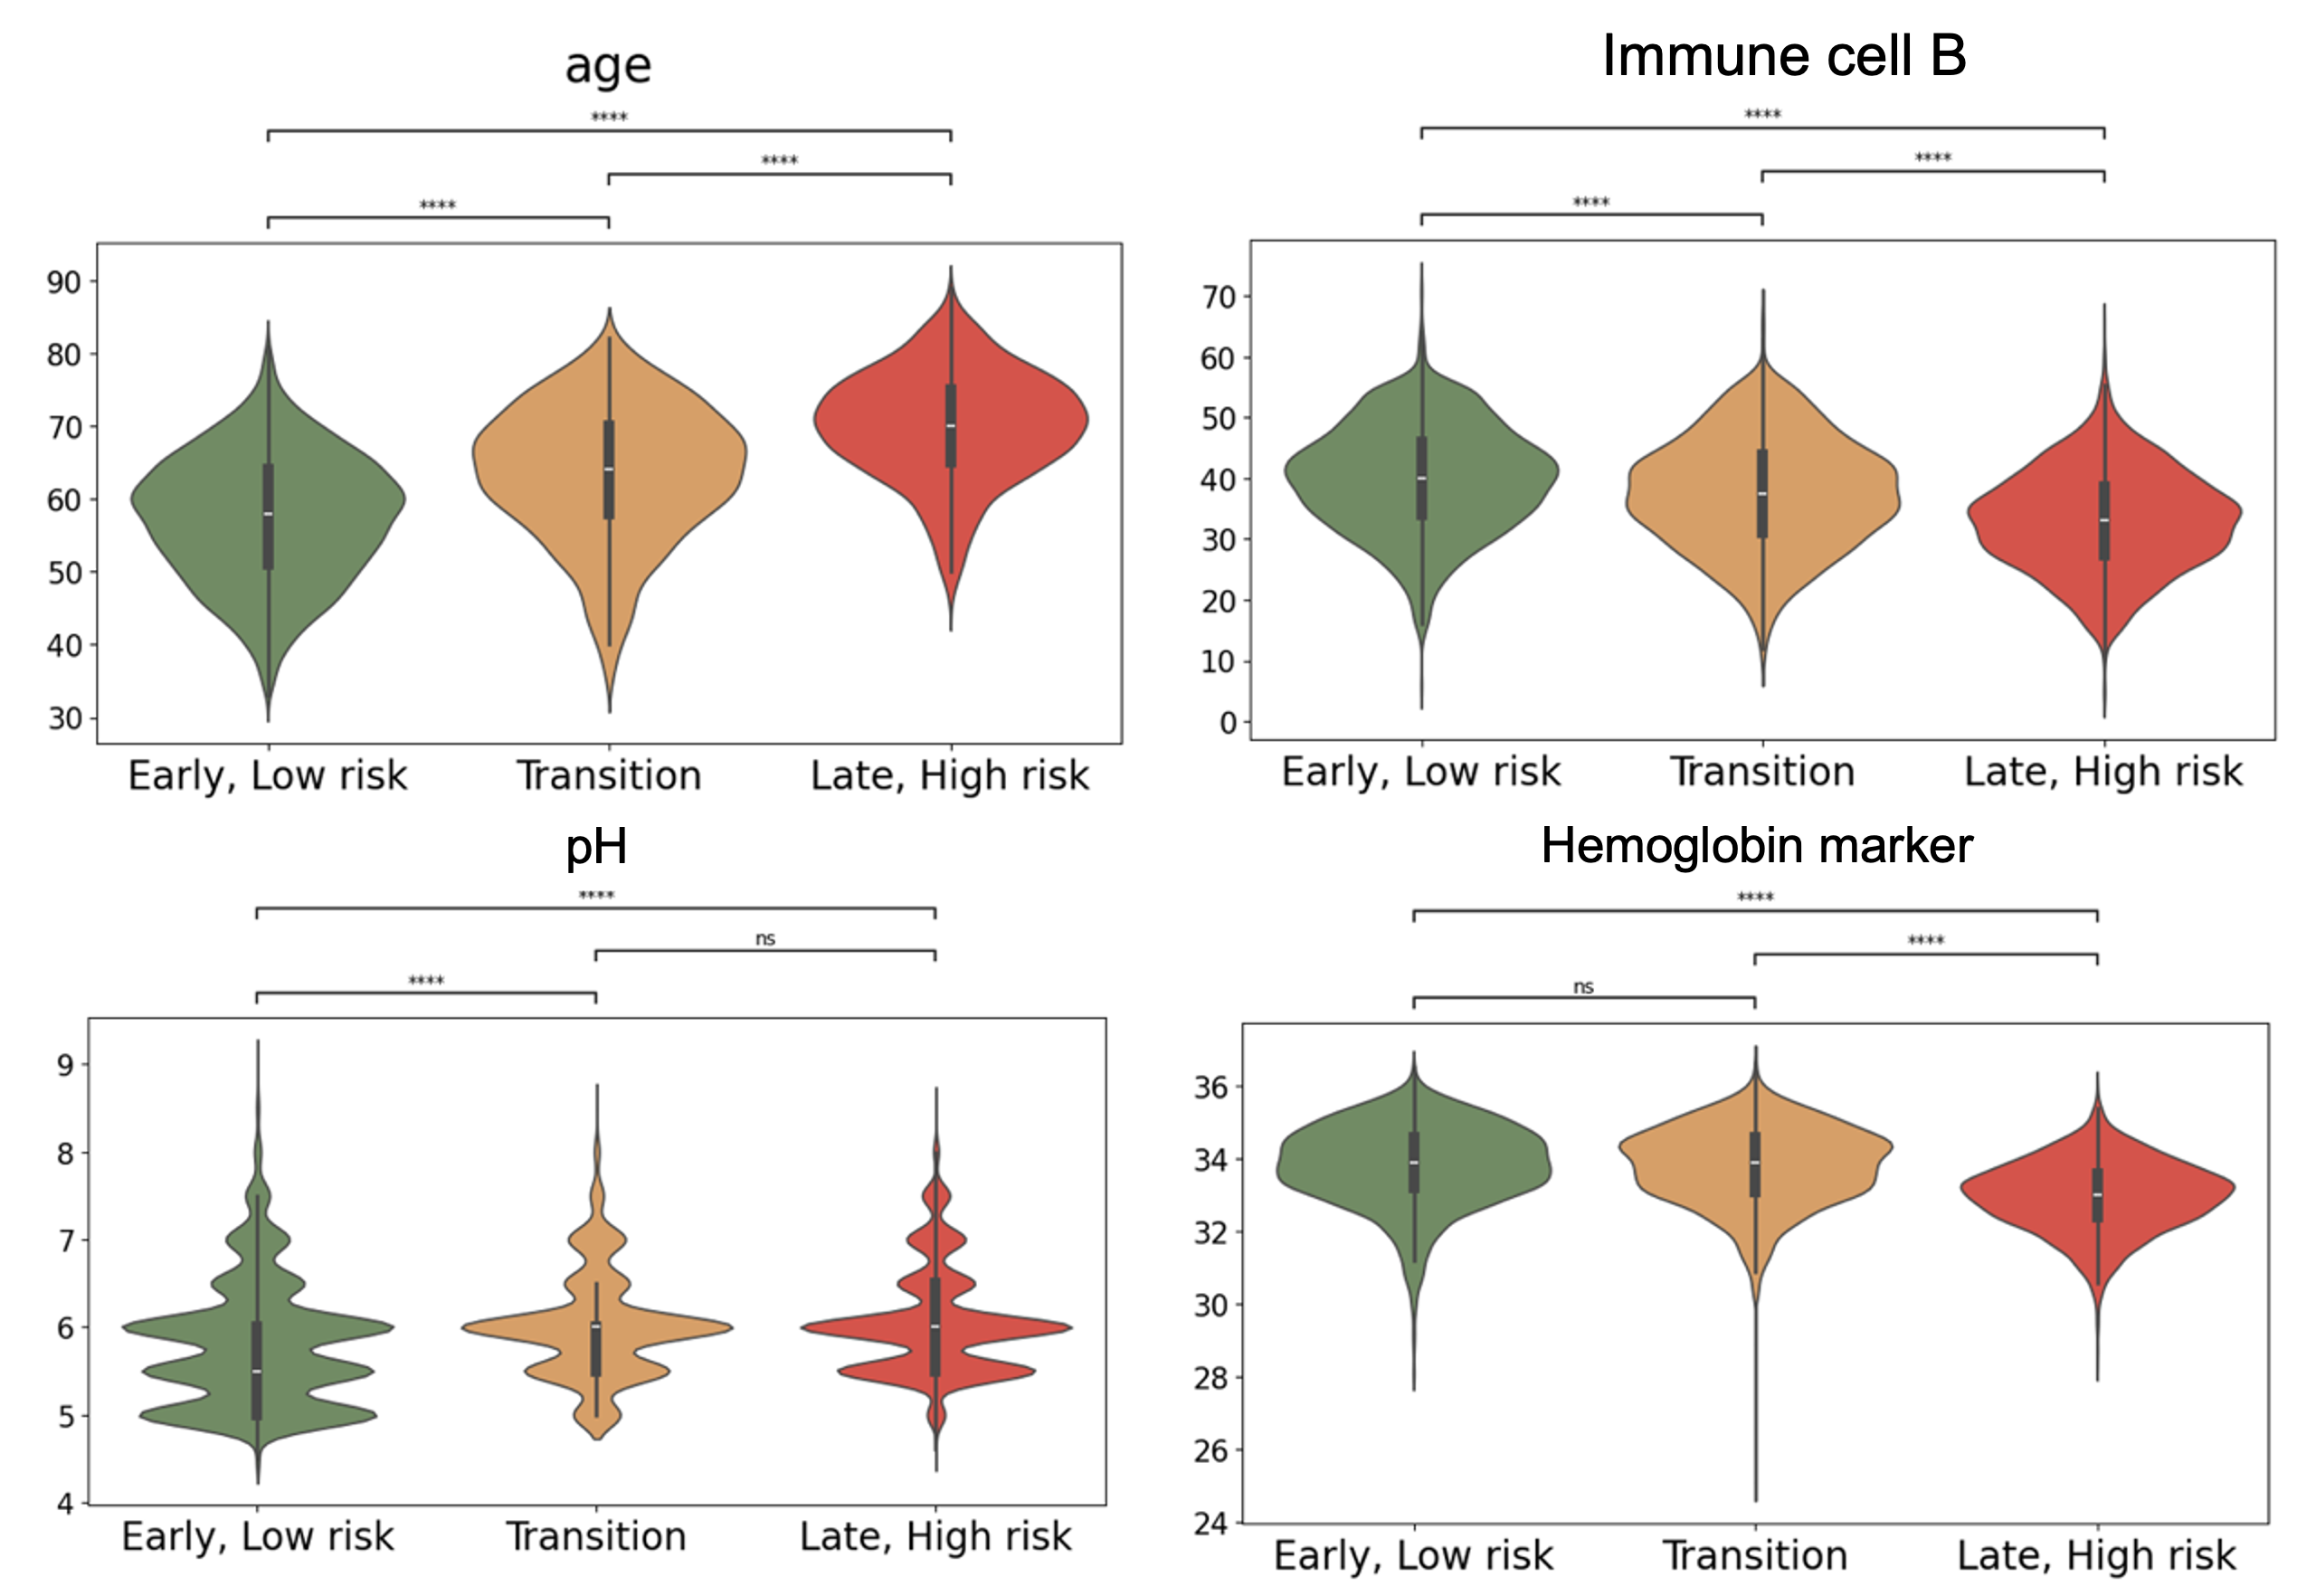 age
****
****
****
90
80
70
60
50
40
30
Early, Low risk
Transition
Late, High risk
Immune cell B
****
****
****
70
60
50
40
30
20
10
0
Early, Low risk
Transition
Late, High risk
pH
****
ns
****
9
8
7
6
5
4
Early, Low risk
Transition
Late, High risk
Hemoglobin marker
****
****
ns
36
34
32
30
28
26
24
Early, Low risk
Transition
Late, High risk